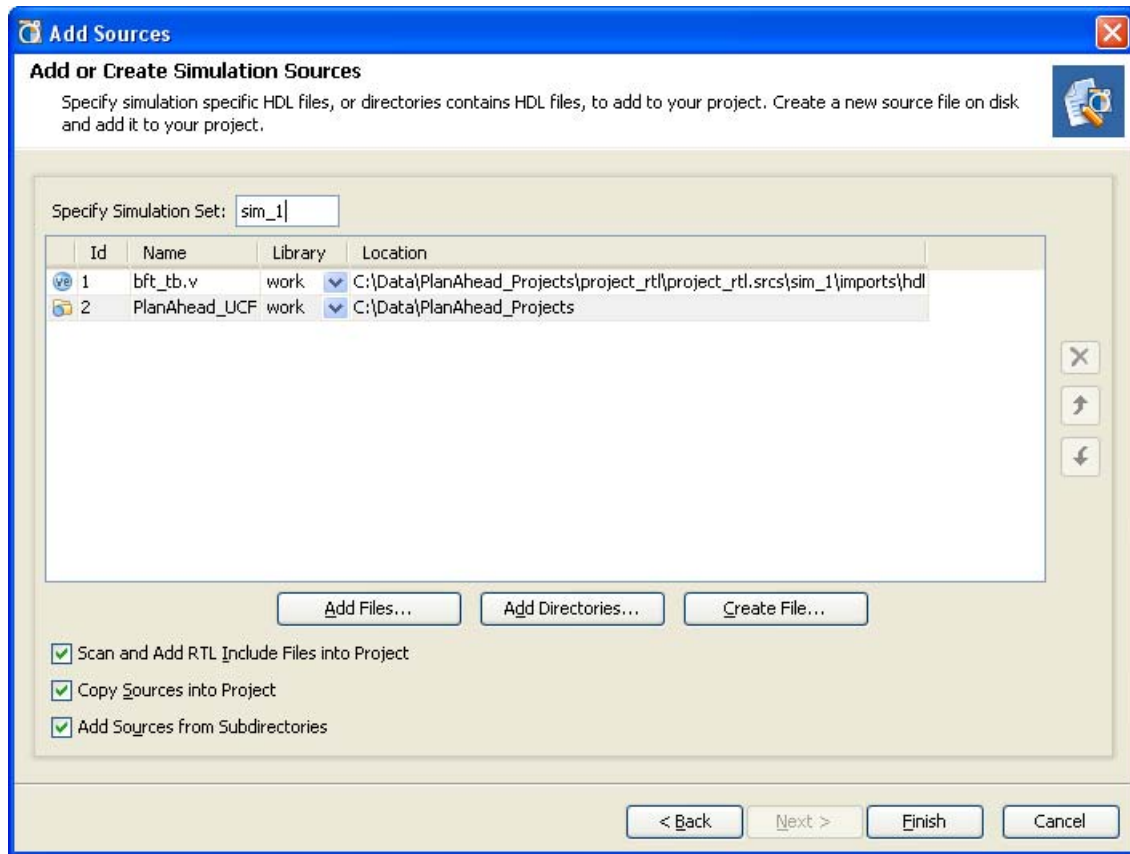 Add Sources
Add or Create Simulation Sources
Specify simulation specific HDL files, or directories contains HDL files, to add to your project. Create a new source file on disk
and add it to your project.
Specify Simulation Set: sim_1
Id Name Library Location
1 bft_tb.v work C:\Data\PlanAhead_Projects\project_rtl\project_rtl.srcs\sim_1\imports\hdl
2 PlanAhead_UCF work C:\Data\PlanAhead_Projects
Add Files... Add Directories... Create File...
Scan and Add RTL Include Files into Project
Copy Sources into Project
Add Sources from Subdirectories
< Back Next > Finish Cancel